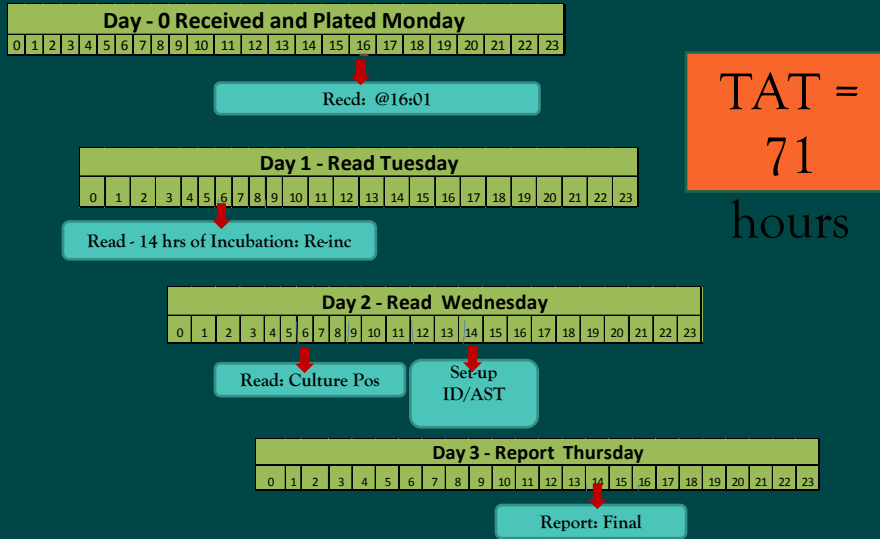 Day - 0 Received and Plated Monday
0 1 2 3 4 5 6 7 8 9 10 11 12 13 14 15 16 17 18 19 20 21 22 23
Recd: @16:01
TAT =
71
hours
Day 1 - Read Tuesday
0 1 2 3 4 5 6 7 8 9 10 11 12 13 14 15 16 17 18 19 20 21 22 23
Read - 14 hrs of Incubation: Re-inc
Day 2 - Read Wednesday
0 1 2 3 4 5 6 7 8 9 10 11 12 13 14 15 16 17 18 19 20 21 22 23
Read: Culture Pos
Set-up
ID/AST
Day 3 - Report Thursday
0 1 2 3 4 5 6 7 8 9 10 11 12 13 14 15 16 17 18 19 20 21 22 23
Report: Final